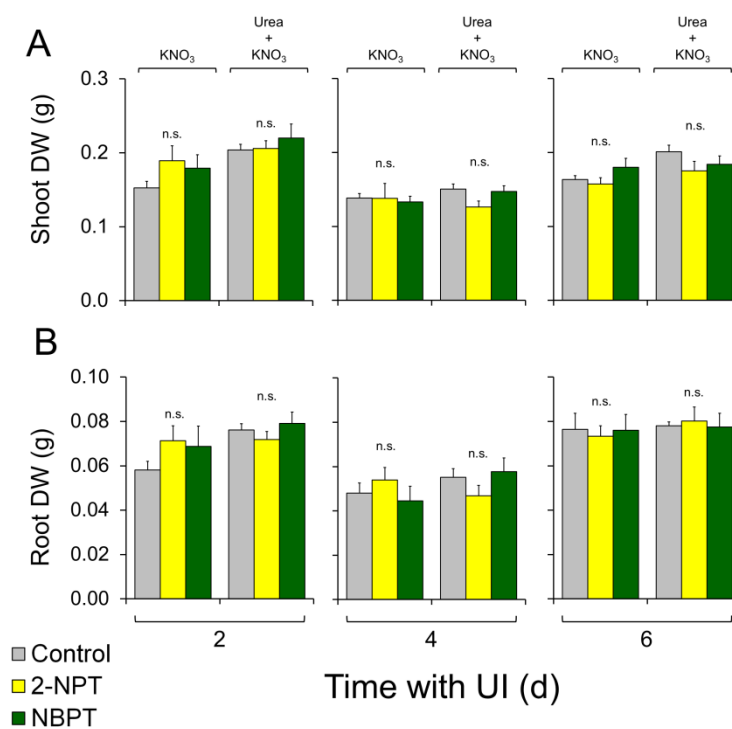 A
KNO₃
Urea
+
KNO₃
KNO₃
Urea
+
KNO₃
KNO₃
Urea
+
KNO₃
Shoot DW (g)
0.3
0.2
0.1
0.0
n.s.
n.s.
n.s.
n.s.
n.s.
n.s.
B
Root DW (g)
0.10
0.08
0.06
0.04
0.02
0.00
n.s.
n.s.
n.s.
n.s.
n.s.
n.s.
2
4
6
Time with UI (d)
Control
2-NPT
NBPT